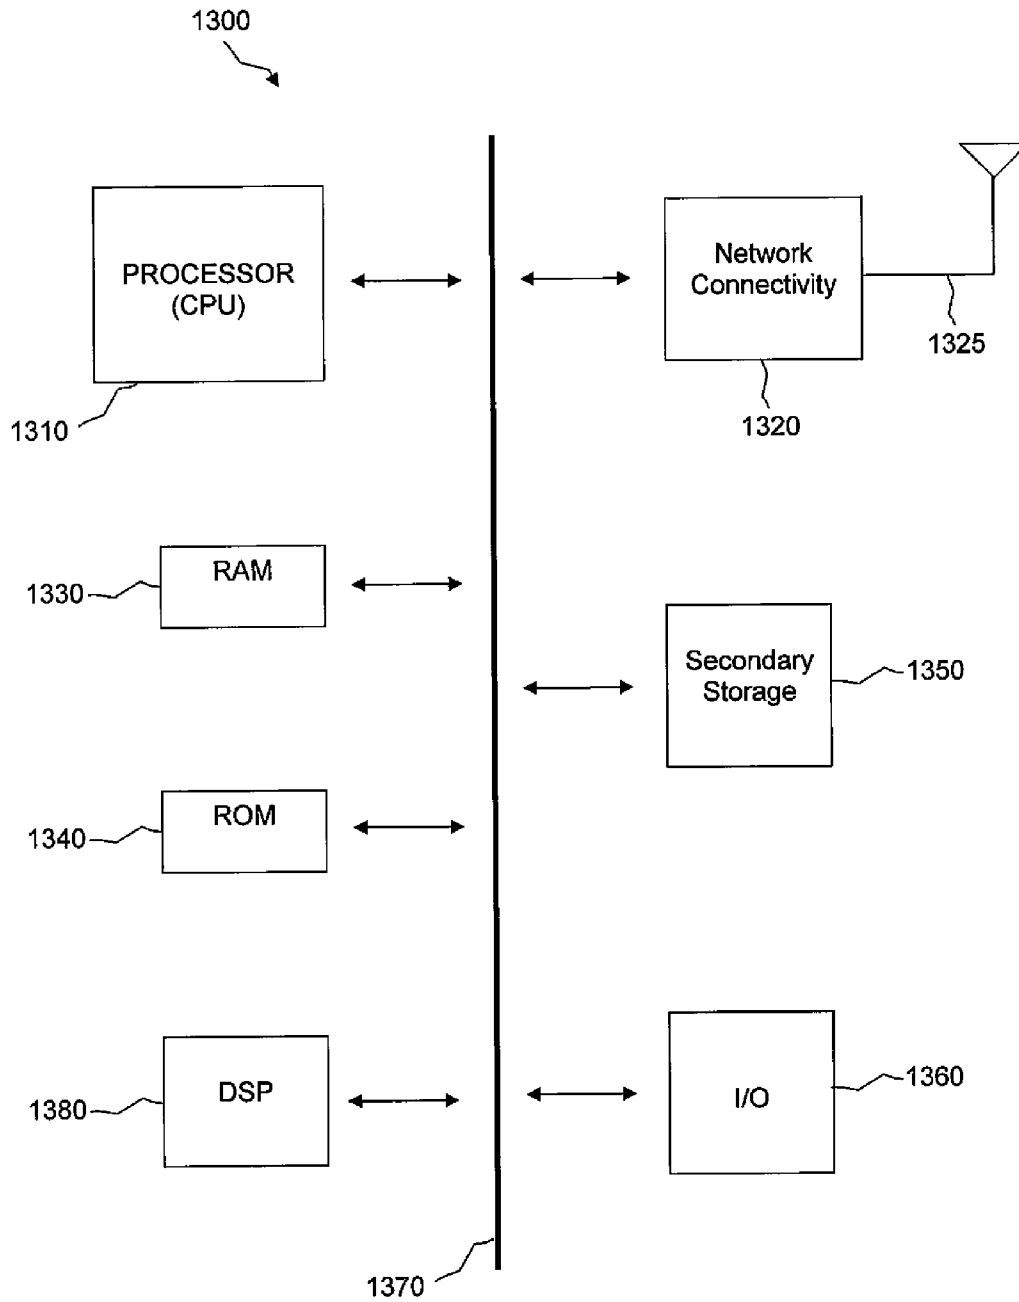 1300
PROCESSOR
(CPU)
1310
Network
Connectivity
1325
1320
RAM
1330
Secondary
Storage
1350
ROM
1340
DSP
1380
I/O
1360
1370